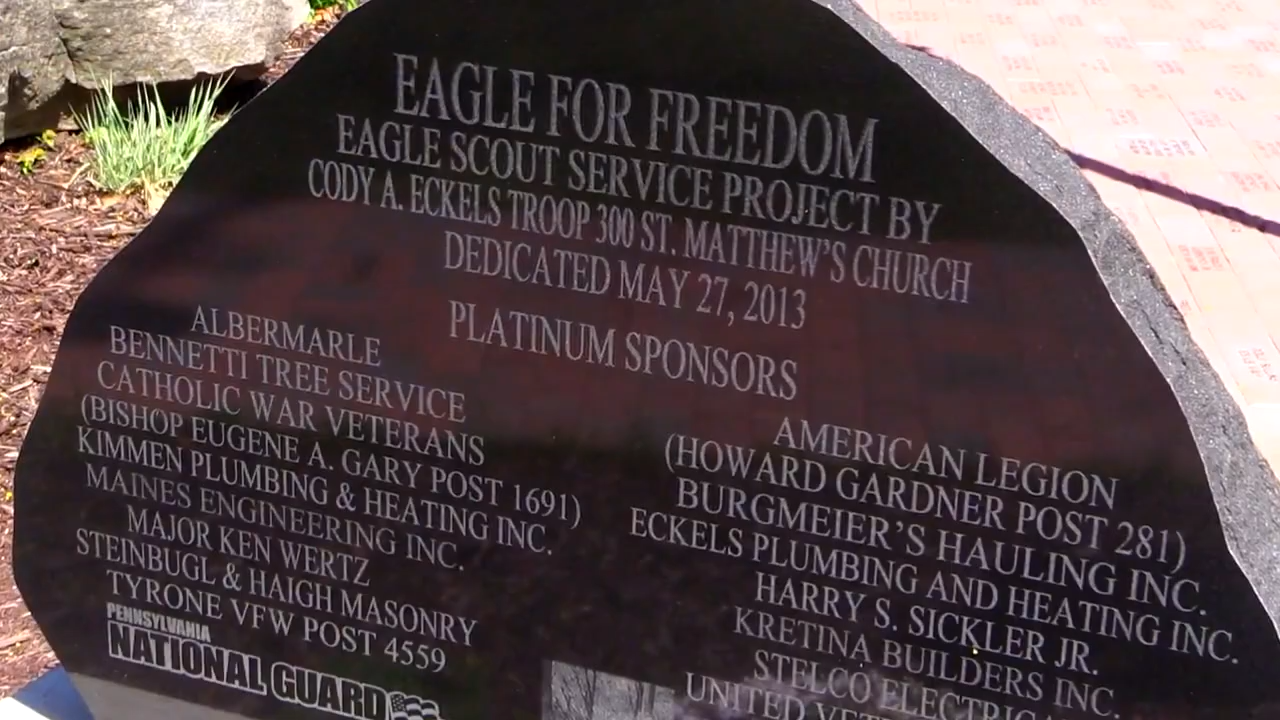 EAGLE FOR FREEDOM
EAGLE SCOUT SERVICE PROJECT BY
CODY A. ECKELS TROOP 300 ST. MATTHEW'S CHURCH
DEDICATED MAY 27, 2013
PLATINUM SPONSORS
ALBERMARLE
BENNETTI TREE SERVICE
CATHOLIC WAR VETERANS
(BISHOP EUGENE A. GARY POST 1691)
KIMMEN PLUMBING & HEATING INC.
MAINES ENGINEERING INC.
MAJOR KEN WERTZ
STEINBUGL & HAIGH MASONRY
TYRONE VFW POST 4559
PENNSYLVANIA
NATIONAL GUARD
AMERICAN LEGION
(HOWARD GARDNER POST 281)
BURGMEIER'S HAULING INC.
ECKELS PLUMBING AND HEATING INC.
HARRY S. SICKLER JR.
KRETINA BUILDERS INC.
STELCO ELECTRIC
UNITED